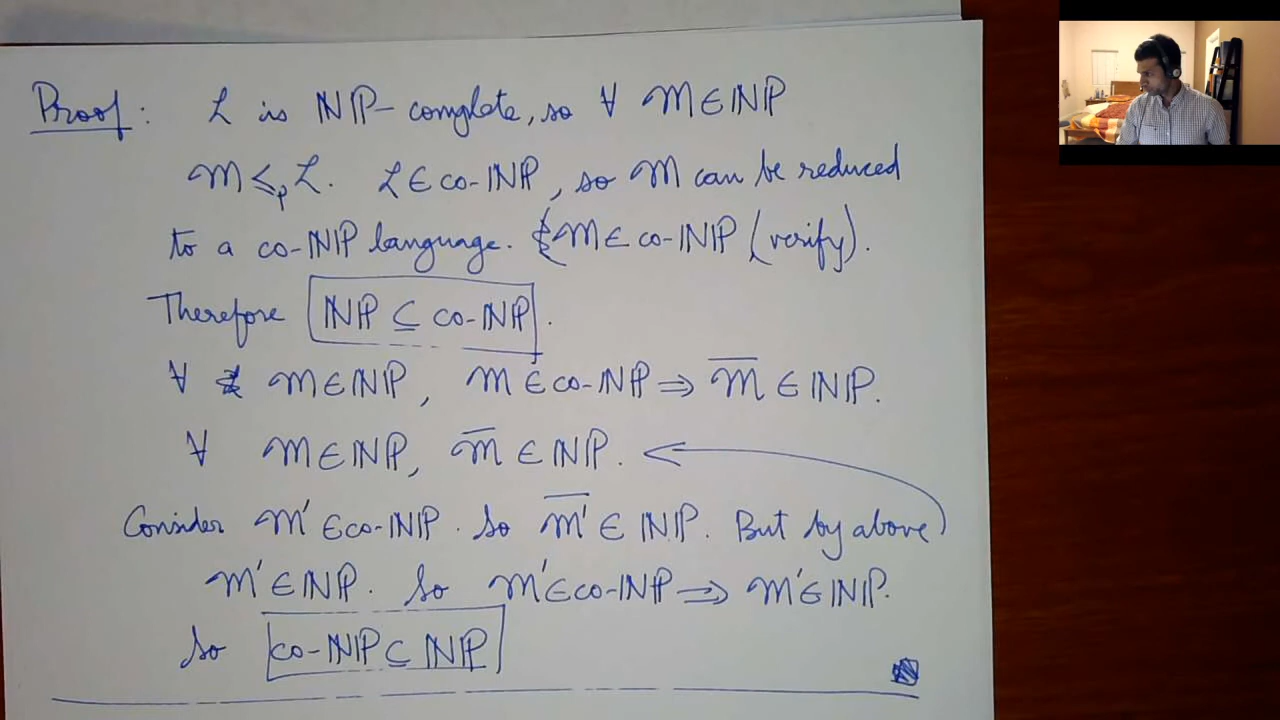 Proof : L is NP-complete, so ∀ M ∈ NP
M ≤p L. L ∈ co-NP, so M can be reduced
to a co-NP language. M ∈ co-NP (verify).
Therefore NP ⊆ co-NP.
∀ M ∈ NP, M ∈ co-NP ⇒ M̅ ∈ NP.
∀ M ∈ NP, M̅ ∈ NP. ←
Consider M' ∈ co-NP. So M̅'̅ ∈ NP. But by above
M' ∈ NP. So M' ∈ co-NP ⇒ M' ∈ NP.
So co-NP ⊆ NP